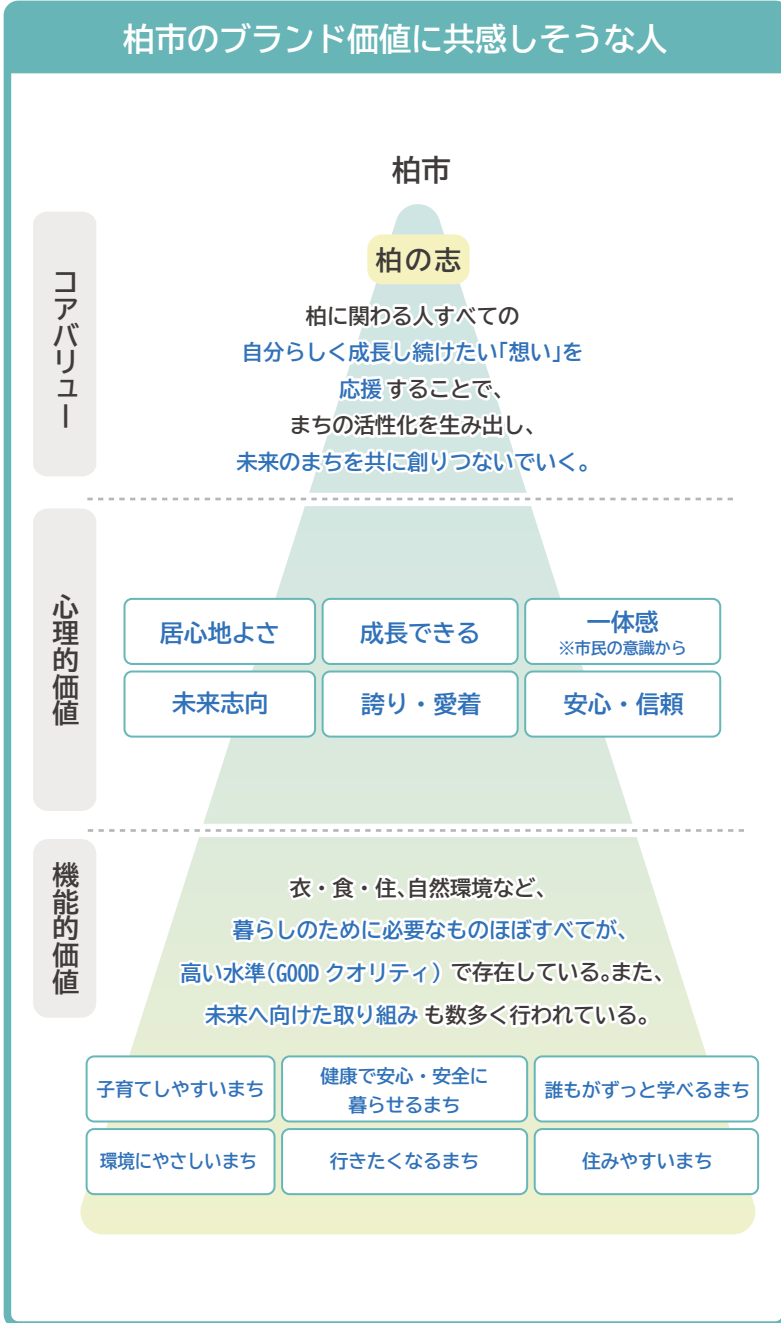 柏市のブランド価値に共感しそうな人
柏市
コアバリュー
柏の志
柏に関わる人すべての
自分らしく成長し続けたい「想い」を
応援することで、
まちの活性化を生み出し、
未来のまちを共に創りつないでいく。
心理的価値
居心地よさ
成長できる
一体感
※市民の意識から
未来志向
誇り・愛着
安心・信頼
機能的価値
衣・食・住、自然環境など、
暮らしのために必要なものほぼすべてが、
高い水準(GOODクオリティ)で存在している。また、
未来へ向けた取り組みも数多く行われている。
子育てしやすいまち
健康で安心・安全に
暮らせるまち
誰もがずっと学べるまち
環境にやさしいまち
行きたくなるまち
住みやすいまち